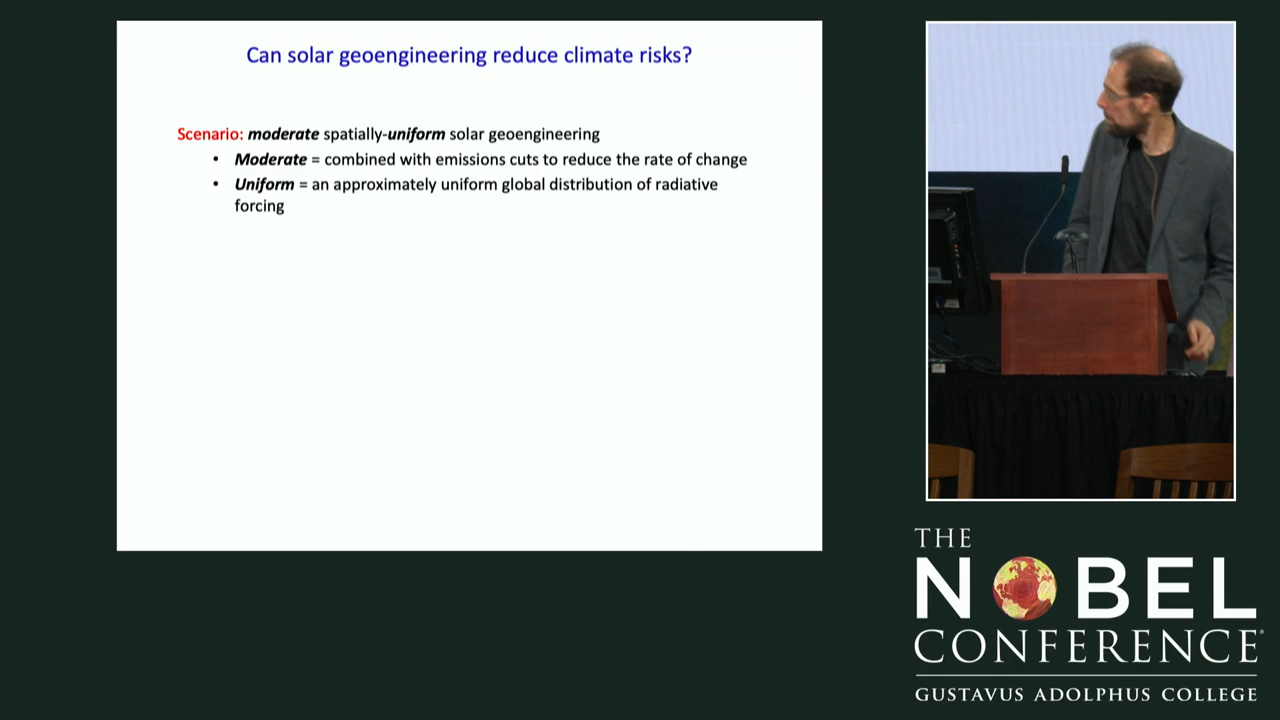 Can solar geoengineering reduce climate risks?
Scenario: moderate spatially-uniform solar geoengineering
• Moderate = combined with emissions cuts to reduce the rate of change
• Uniform = an approximately uniform global distribution of radiative
forcing
THE
NOBEL
CONFERENCE®
GUSTAVUS ADOLPHUS COLLEGE